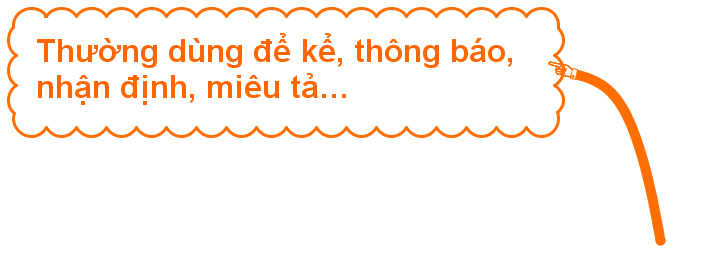 Thường dùng để kể, thông báo,
nhận định, miêu tả...